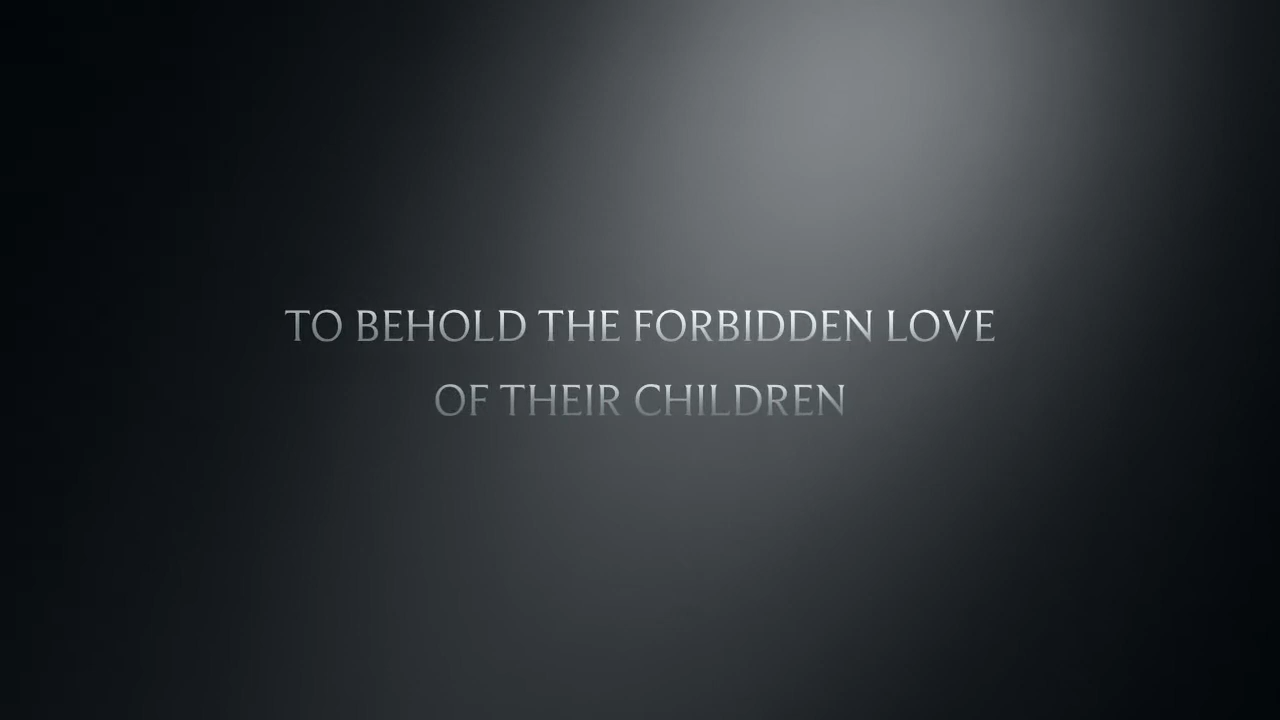 TO BEHOLD THE FORBIDDEN LOVE
OF THEIR CHILDREN